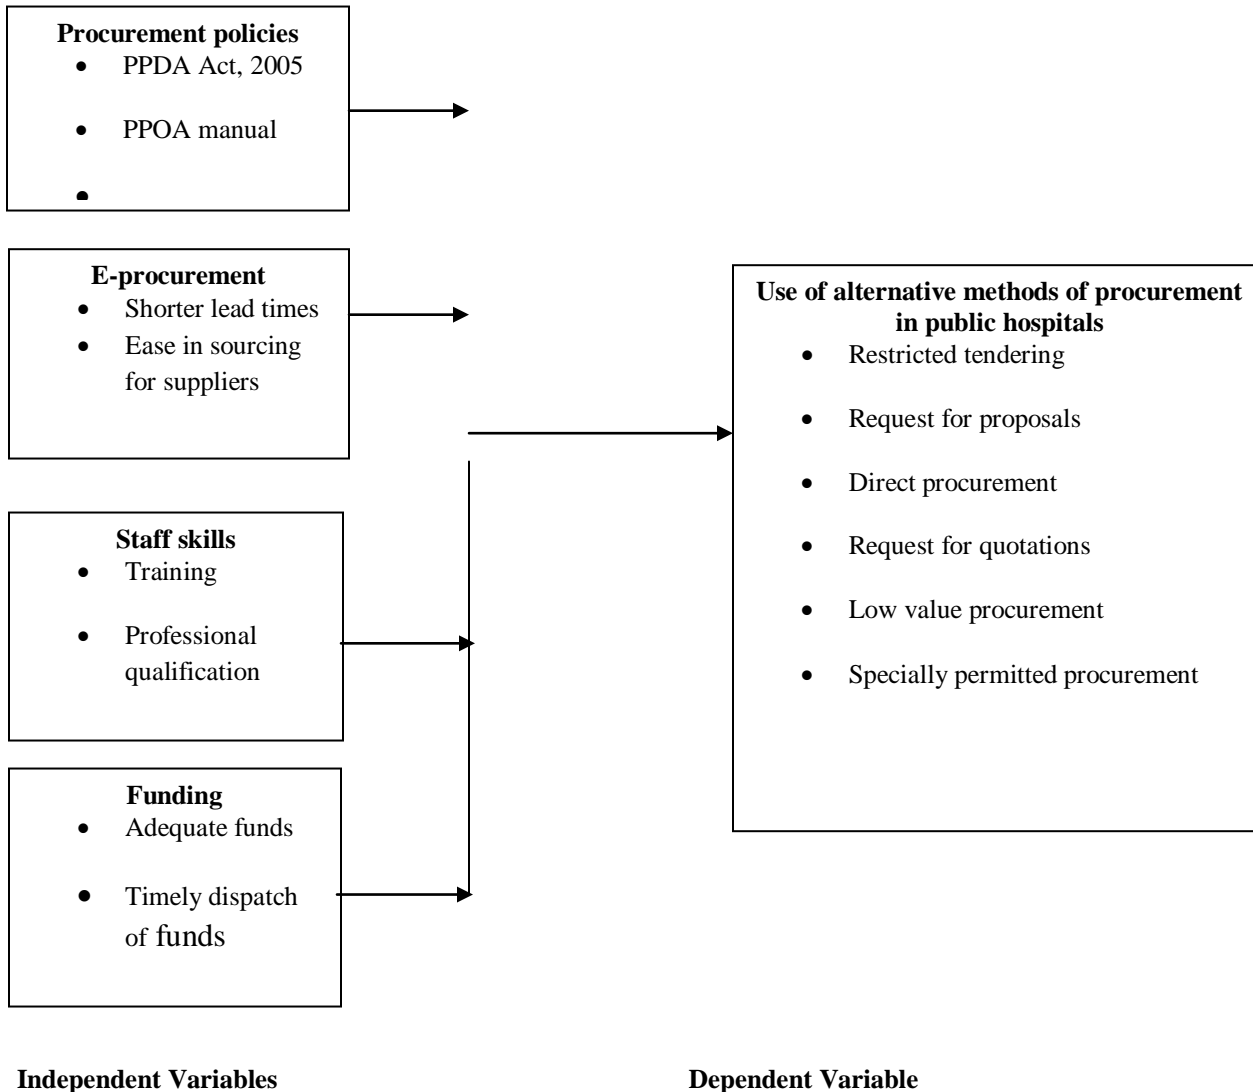 Procurement policies
• PPDA Act, 2005
• PPOA manual
•
E-procurement
• Shorter lead times
• Ease in sourcing
for suppliers
Staff skills
• Training
• Professional
qualification
Funding
• Adequate funds
• Timely dispatch
of funds
Use of alternative methods of procurement
in public hospitals
• Restricted tendering
• Request for proposals
• Direct procurement
• Request for quotations
• Low value procurement
• Specially permitted procurement
Independent Variables
Dependent Variable